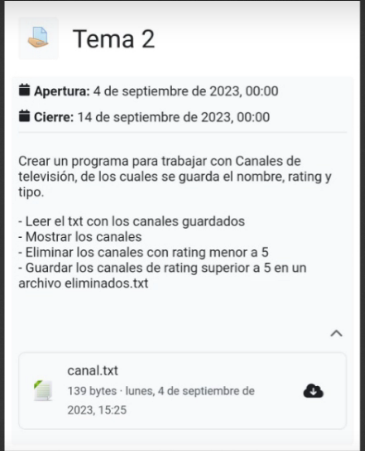 Tema 2
Apertura: 4 de septiembre de 2023, 00:00
Cierre: 14 de septiembre de 2023, 00:00
Crear un programa para trabajar con Canales de
televisión, de los cuales se guarda el nombre, rating y
tipo.
- Leer el txt con los canales guardados
- Mostrar los canales
- Eliminar los canales con rating menor a 5
- Guardar los canales de rating superior a 5 en un
archivo eliminados.txt
canal.txt
139 bytes · lunes, 4 de septiembre de
2023, 15:25